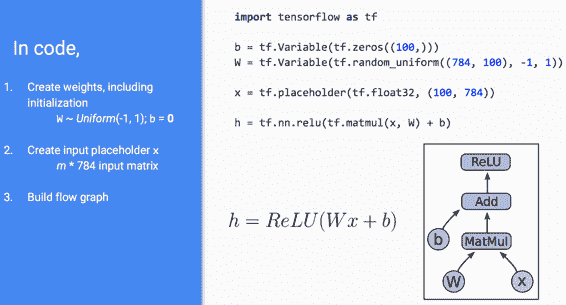 In code,
1. Create weights, including
initialization
W ~ Uniform(-1, 1); b = 0
2. Create input placeholder x
m * 784 input matrix
3. Build flow graph
import tensorflow as tf
b = tf.Variable(tf.zeros((100,)))
W = tf.Variable(tf.random_uniform((784, 100), -1, 1))
x = tf.placeholder(tf.float32, (100, 784))
h = tf.nn.relu(tf.matmul(x, W) + b)
h = ReLU(Wx + b)
ReLU
Add
b
MatMul
W
x